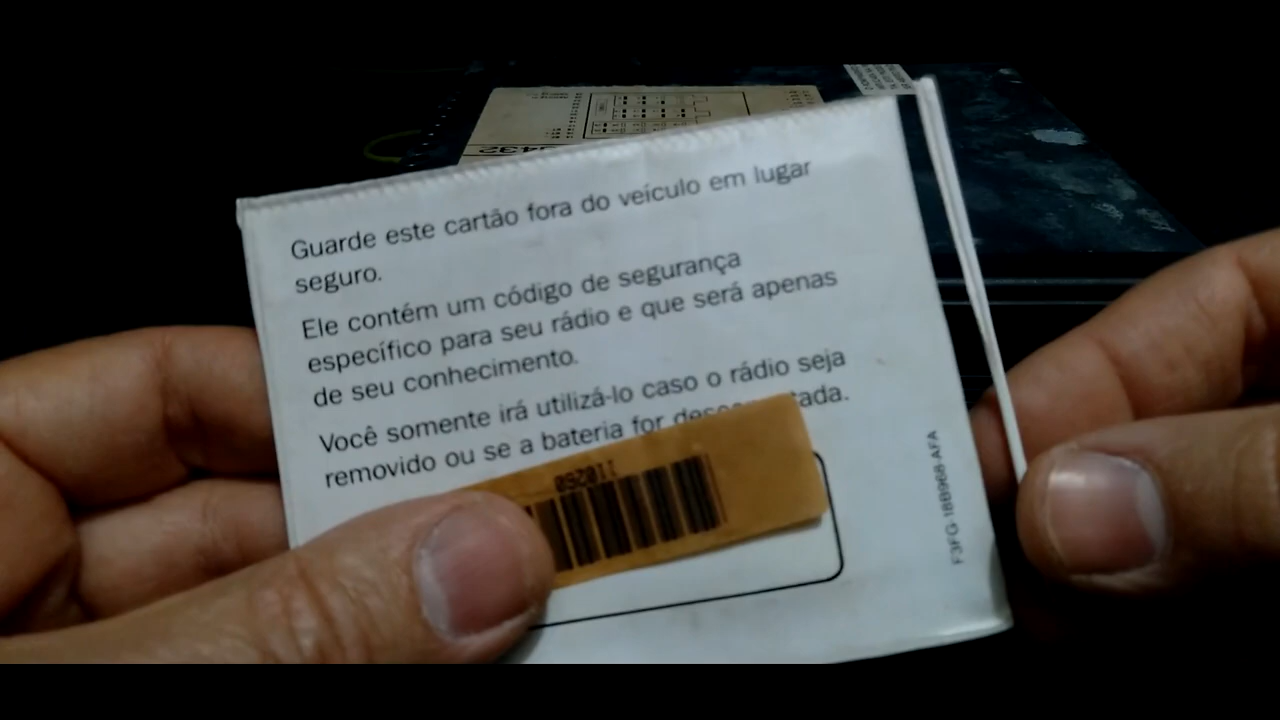 3432
Guarde este cartão fora do veículo em lugar
seguro.
Ele contém um código de segurança
específico para seu rádio e que será apenas
de seu conhecimento.
Você somente irá utilizá-lo caso o rádio seja
removido ou se a bateria for
F3FG-18B968-AFA